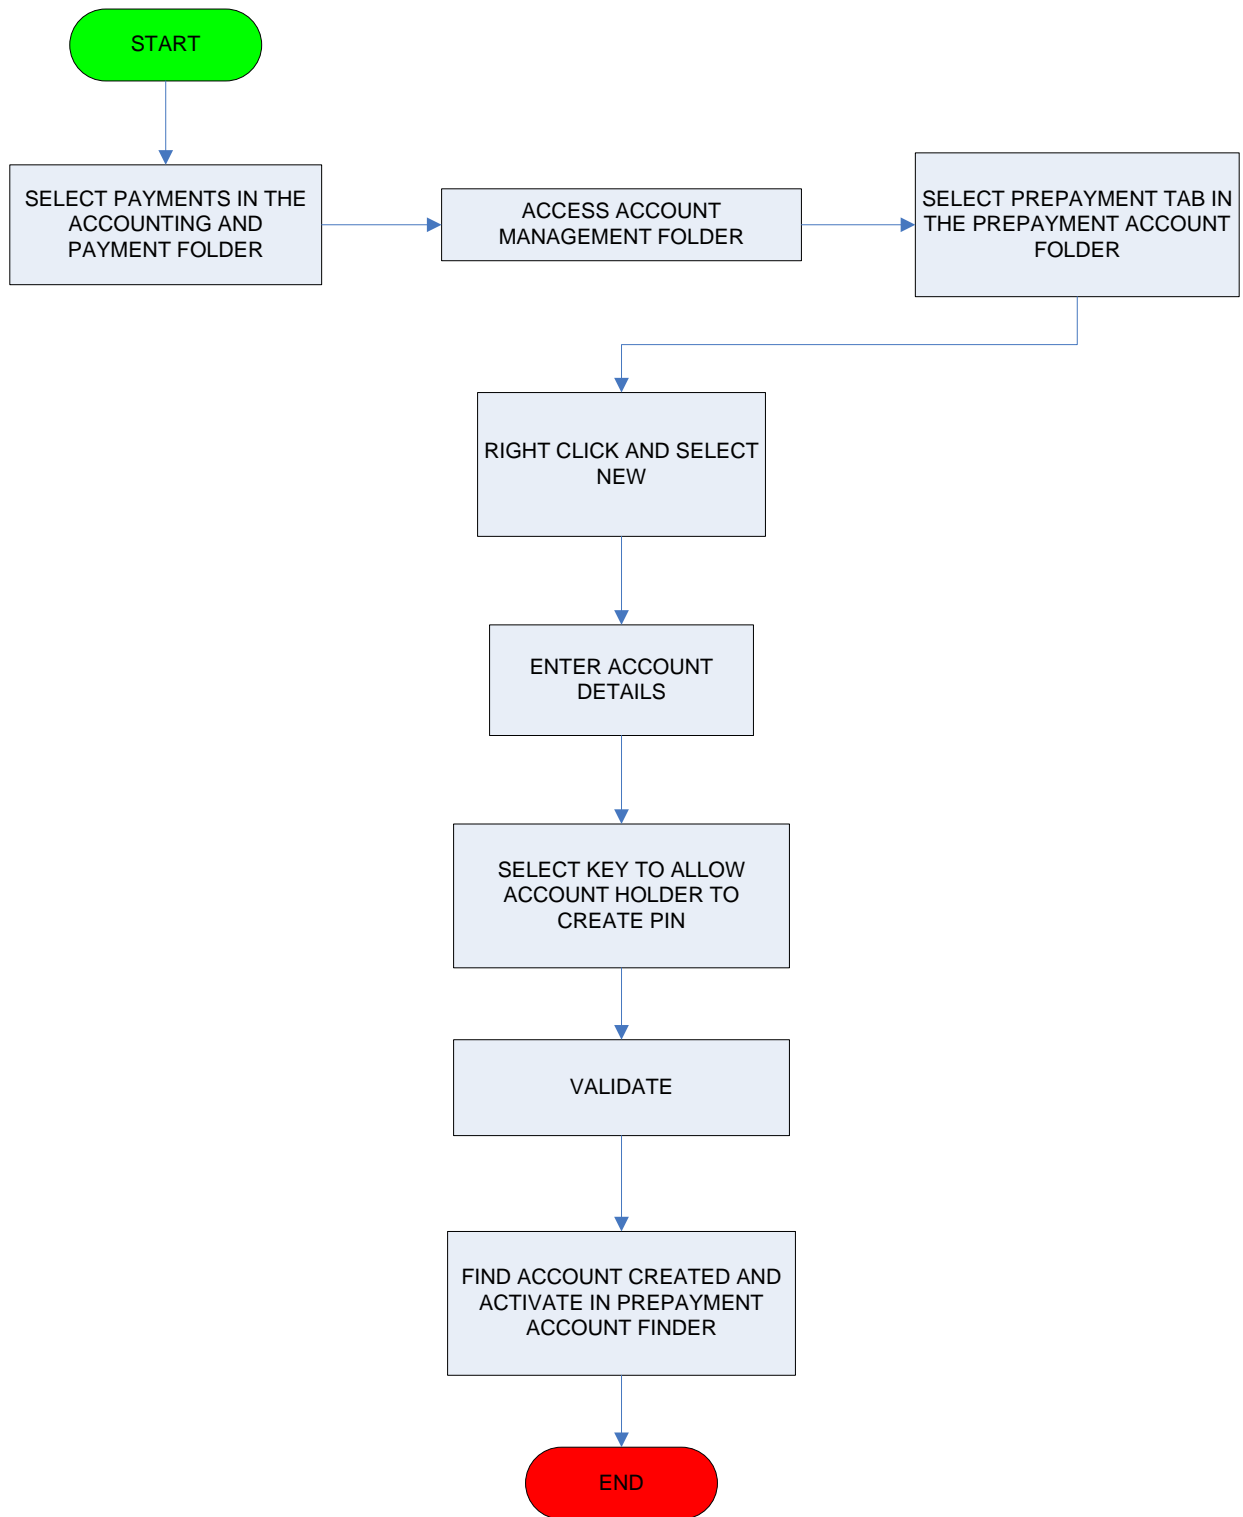 START
SELECT PAYMENTS IN THE
ACCOUNTING AND
PAYMENT FOLDER
ACCESS ACCOUNT
MANAGEMENT FOLDER
SELECT PREPAYMENT TAB IN
THE PREPAYMENT ACCOUNT
FOLDER
RIGHT CLICK AND SELECT
NEW
ENTER ACCOUNT
DETAILS
SELECT KEY TO ALLOW
ACCOUNT HOLDER TO
CREATE PIN
VALIDATE
FIND ACCOUNT CREATED AND
ACTIVATE IN PREPAYMENT
ACCOUNT FINDER
END